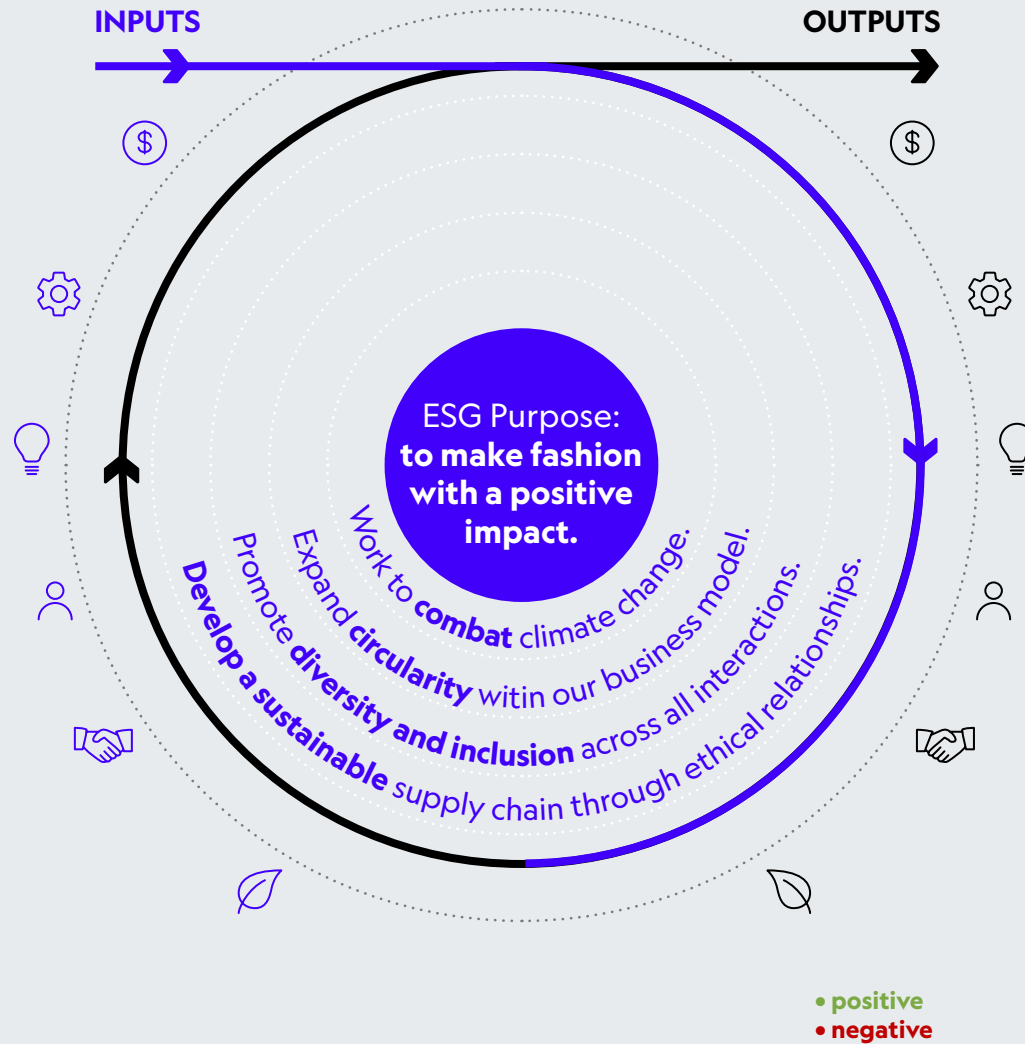 INPUTS
OUTPUTS
$
$
ESG Purpose:
to make fashion
with a positive
impact.
Work to combat climate change.
Expand circularity witin our business model.
Promote diversity and inclusion across all interactions.
Develop a sustainable supply chain through ethical relationships.
• positive
• negative